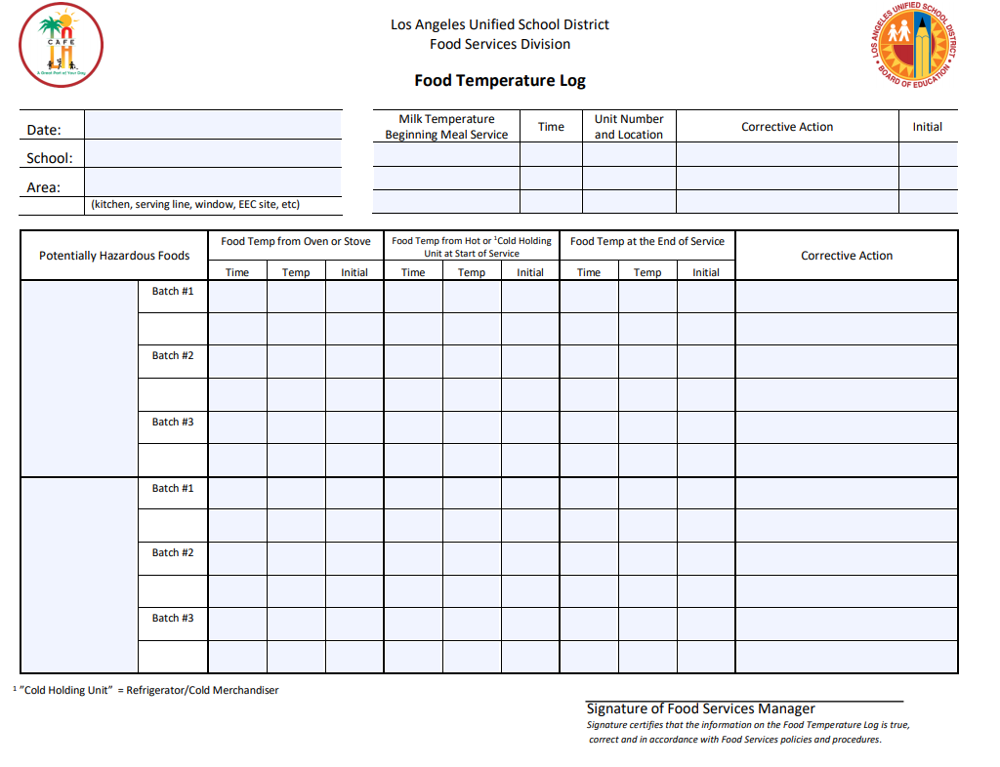 CAFE
LA
A Great Part of Your Day
Los Angeles Unified School District
Food Services Division
Food Temperature Log
LOS ANGELES UNIFIED SCHOOL DISTRICT
BOARD OF EDUCATION
Date:
School:
Area:
(kitchen, serving line, window, EEC site, etc)
Milk Temperature
Beginning Meal Service
Time
Unit Number
and Location
Corrective Action
Initial
Potentially Hazardous Foods
Food Temp from Oven or Stove
Food Temp from Hot or ¹Cold Holding
Unit at Start of Service
Food Temp at the End of Service
Corrective Action
Time Temp Initial Time Temp Initial Time Temp Initial
Batch #1
Batch #2
Batch #3
Batch #1
Batch #2
Batch #3
¹ ”Cold Holding Unit” = Refrigerator/Cold Merchandiser
Signature of Food Services Manager
Signature certifies that the information on the Food Temperature Log is true,
correct and in accordance with Food Services policies and procedures.